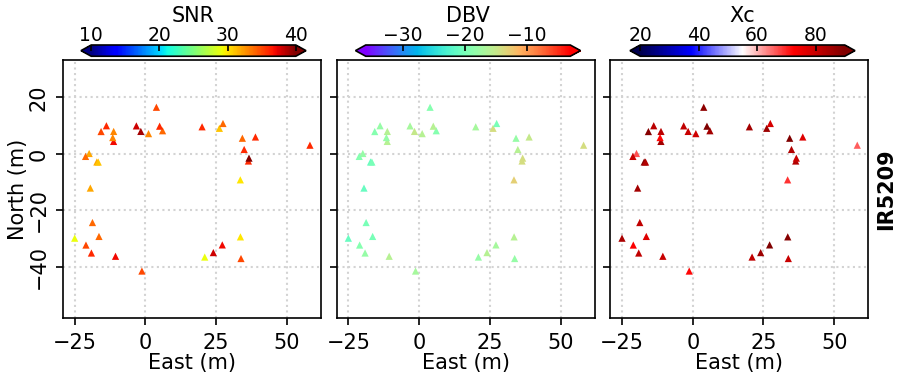 SNR DBV Xc
10 20 30 40 −30 −20 −10 20 40 60 80
20
0
−20
−40
North (m)
IR5209
−25 0 25 50 −25 0 25 50 −25 0 25 50
East (m) East (m) East (m)